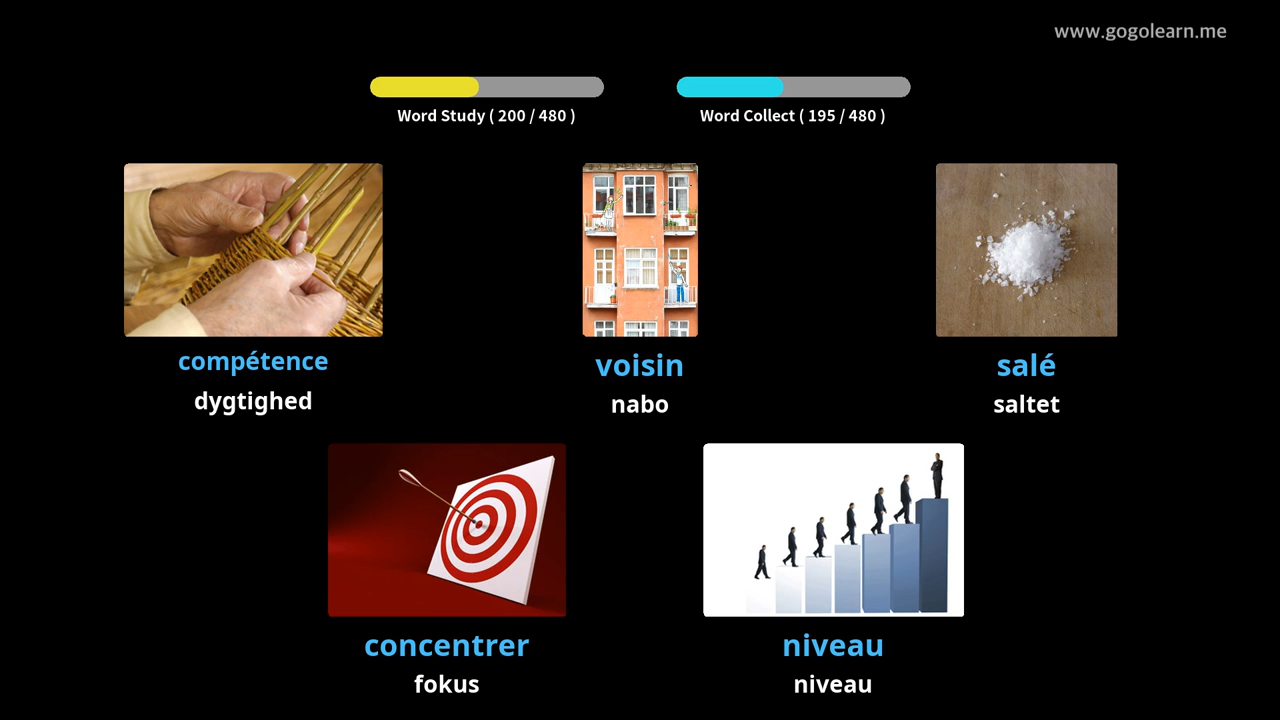 www.gogolearn.me
Word Study ( 200 / 480 )
Word Collect ( 195 / 480 )
compétence
dygtighed
voisin
nabo
salé
saltet
concentrer
fokus
niveau
niveau